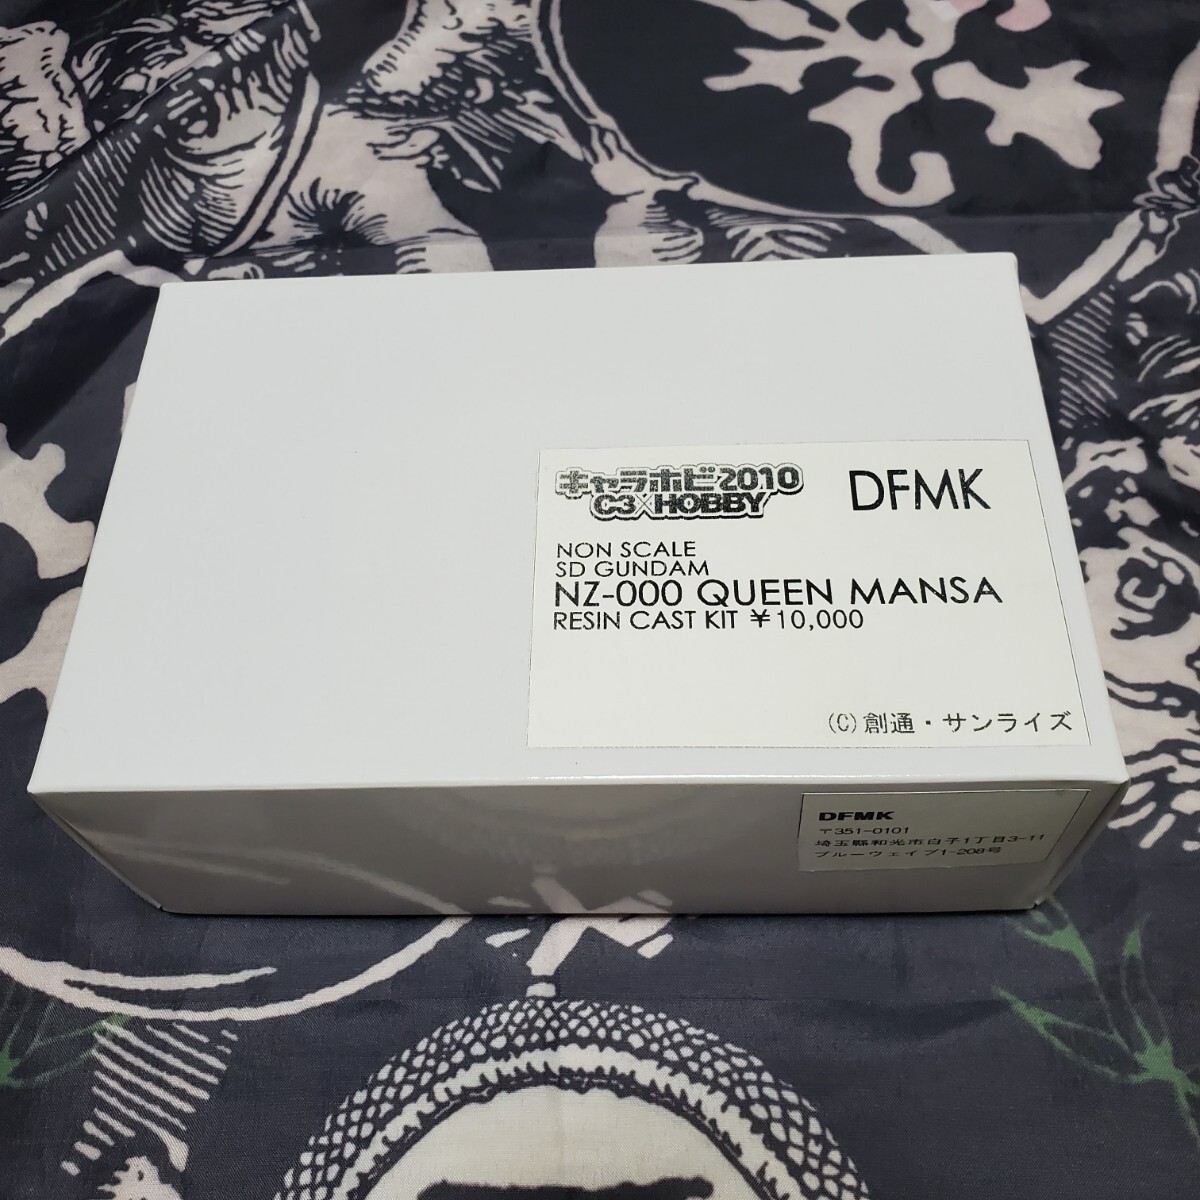 キャラホビ2010
C3×HOBBY
DFMK
NON SCALE
SD GUNDAM
NZ-000 QUEEN MANSA
RESIN CAST KIT ¥10,000
(C)創通・サンライズ
DFMK
〒351-0101
埼玉縣和光市白子1丁目3-11
ブルーウェイブ1-208号